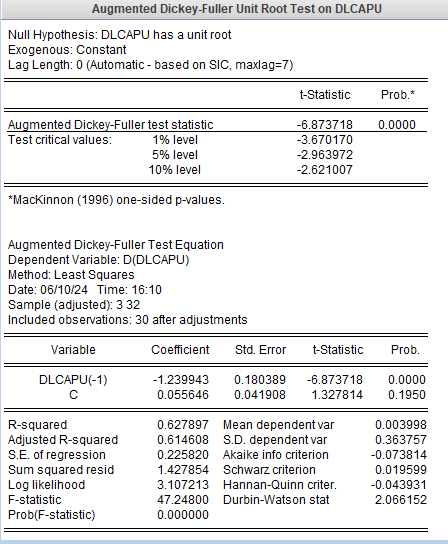 Augmented Dickey-Fuller Unit Root Test on DLCAPU
Null Hypothesis: DLCAPU has a unit root
Exogenous: Constant
Lag Length: 0 (Automatic - based on SIC, maxlag=7)
t-Statistic Prob.*
Augmented Dickey-Fuller test statistic -6.873718 0.0000
Test critical values: 1% level -3.670170
5% level -2.963972
10% level -2.621007
*MacKinnon (1996) one-sided p-values.
Augmented Dickey-Fuller Test Equation
Dependent Variable: D(DLCAPU)
Method: Least Squares
Date: 06/10/24 Time: 16:10
Sample (adjusted): 3 32
Included observations: 30 after adjustments
Variable Coefficient Std. Error t-Statistic Prob.
DLCAPU(-1) -1.239943 0.180389 -6.873718 0.0000
C 0.055646 0.041908 1.327814 0.1950
R-squared 0.627897 Mean dependent var 0.003998
Adjusted R-squared 0.614608 S.D. dependent var 0.363757
S.E. of regression 0.225820 Akaike info criterion -0.073814
Sum squared resid 1.427854 Schwarz criterion 0.019599
Log likelihood 3.107213 Hannan-Quinn criter. -0.043931
F-statistic 47.24800 Durbin-Watson stat 2.066152
Prob(F-statistic) 0.000000